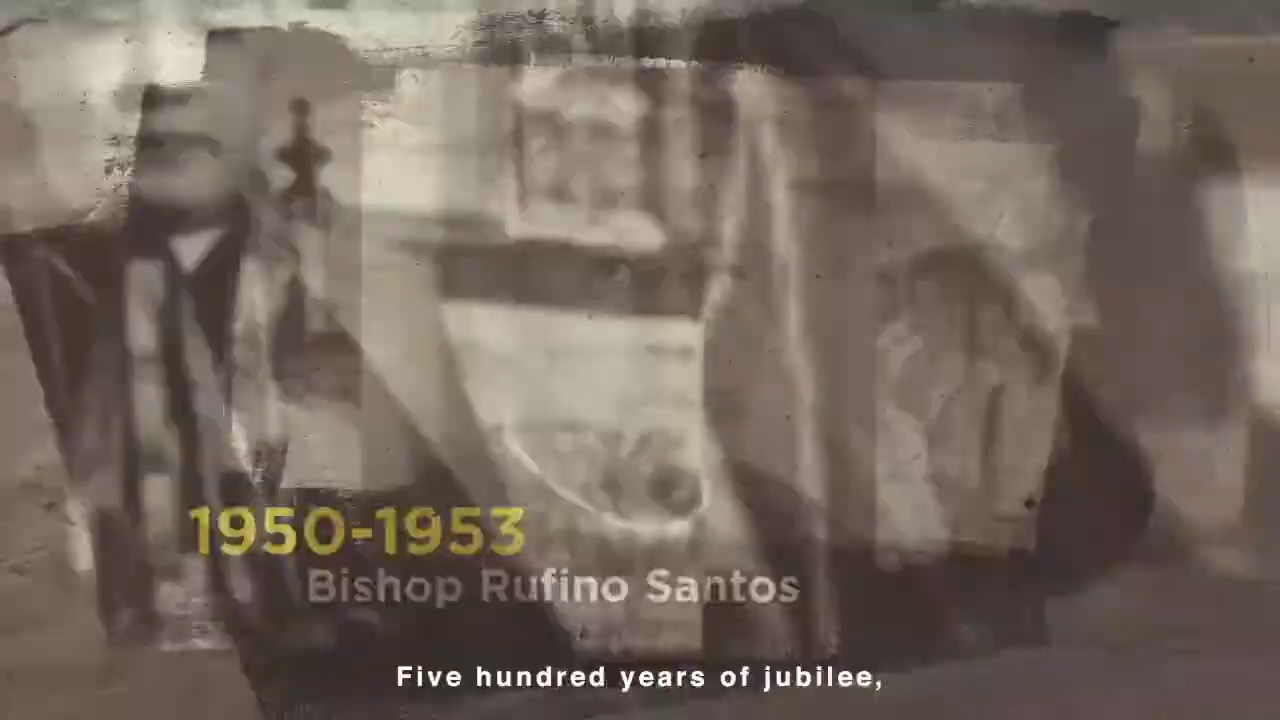 1950-1953
Bishop Rufino Santos
Five hundred years of jubilee,